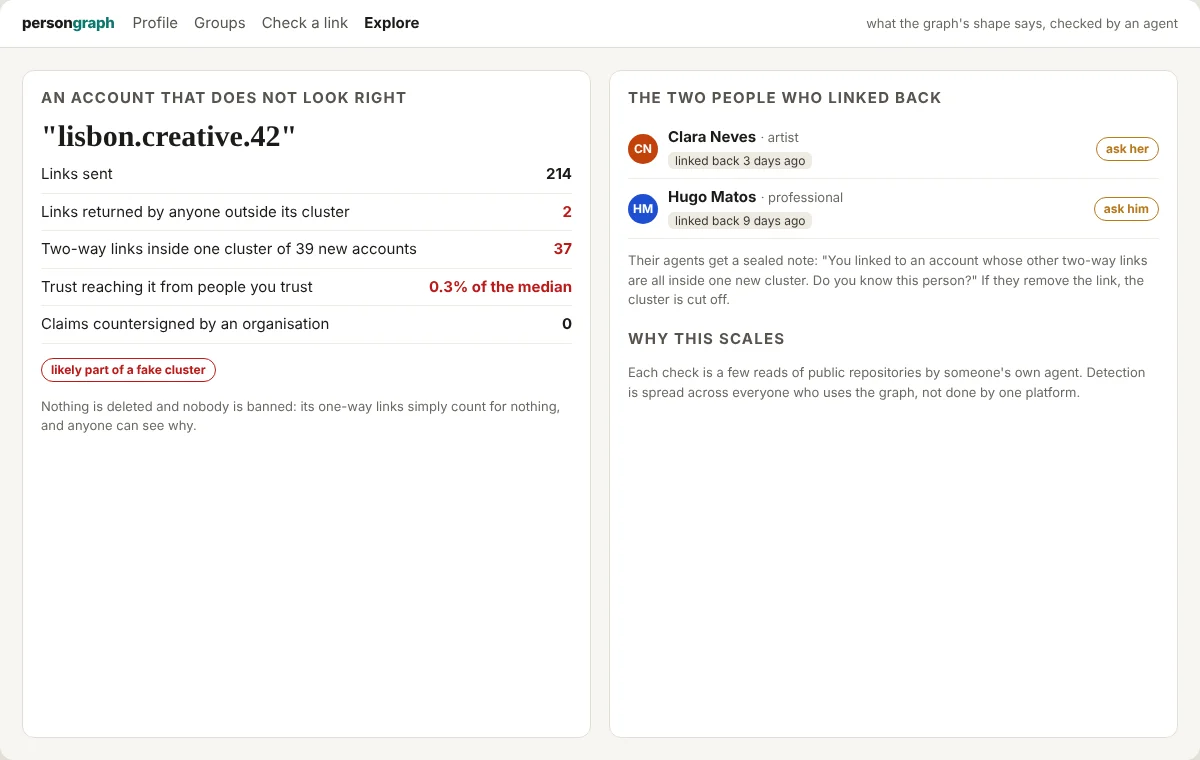 persongraph Profile Groups Check a link Explore
what the graph's shape says, checked by an agent
AN ACCOUNT THAT DOES NOT LOOK RIGHT
"lisbon.creative.42"
Links sent 214
Links returned by anyone outside its cluster 2
Two-way links inside one cluster of 39 new accounts 37
Trust reaching it from people you trust 0.3% of the median
Claims countersigned by an organisation 0
likely part of a fake cluster
Nothing is deleted and nobody is banned: its one-way links simply count for nothing,
and anyone can see why.
THE TWO PEOPLE WHO LINKED BACK
CN Clara Neves · artist
linked back 3 days ago
ask her
HM Hugo Matos · professional
linked back 9 days ago
ask him
Their agents get a sealed note: "You linked to an account whose other two-way links
are all inside one new cluster. Do you know this person?" If they remove the link, the
cluster is cut off.
WHY THIS SCALES
Each check is a few reads of public repositories by someone's own agent. Detection
is spread across everyone who uses the graph, not done by one platform.